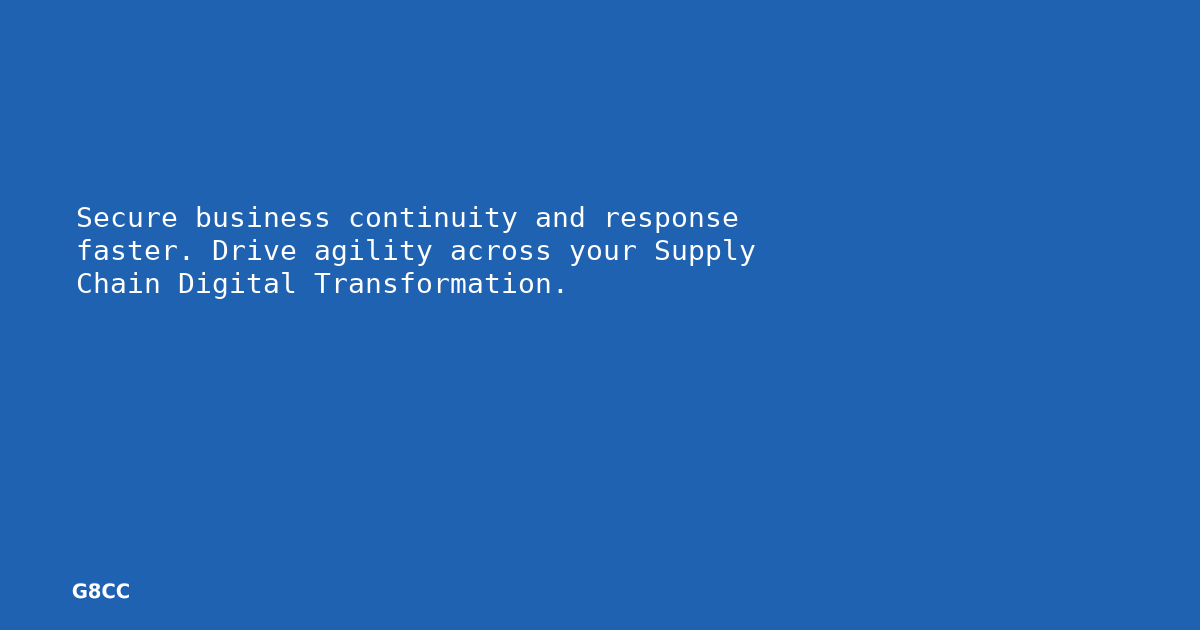 Secure business continuity and response
faster. Drive agility across your Supply
Chain Digital Transformation.
G8CC